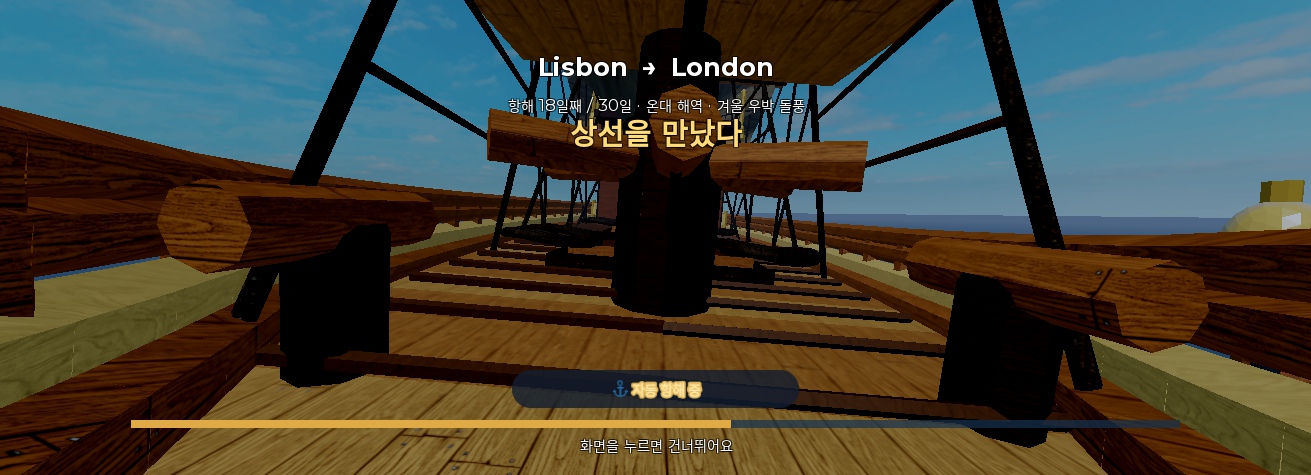 Lisbon → London
항해 18일째 / 30일 · 온대 해역 · 겨울 우박 돌풍
상선을 만났다
자동 항해 중
화면을 누르면 건너뛰어요